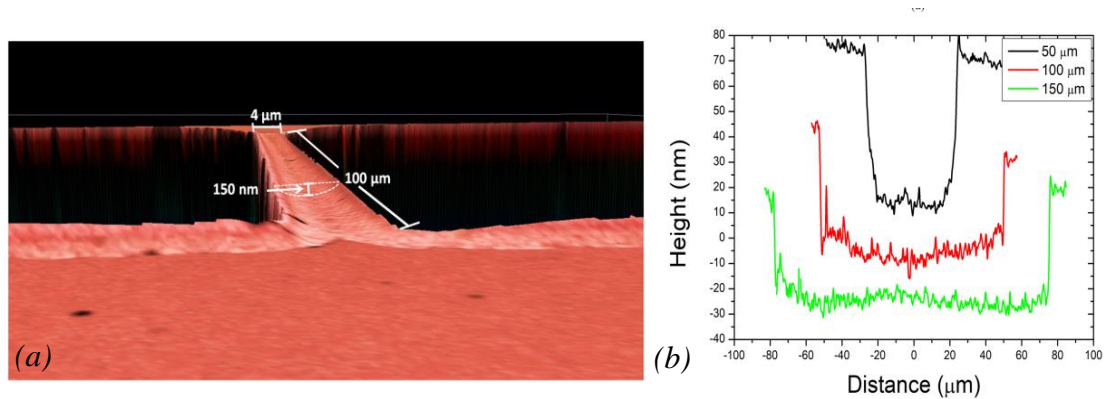 4 μm
150 nm
100 μm
(a)
80
70
60
50
40
30
20
10
0
-10
-20
-30
-40
-100 -80 -60 -40 -20 0 20 40 60 80 100
Height (nm)
Distance (μm)
50 μm
100 μm
150 μm
(b)